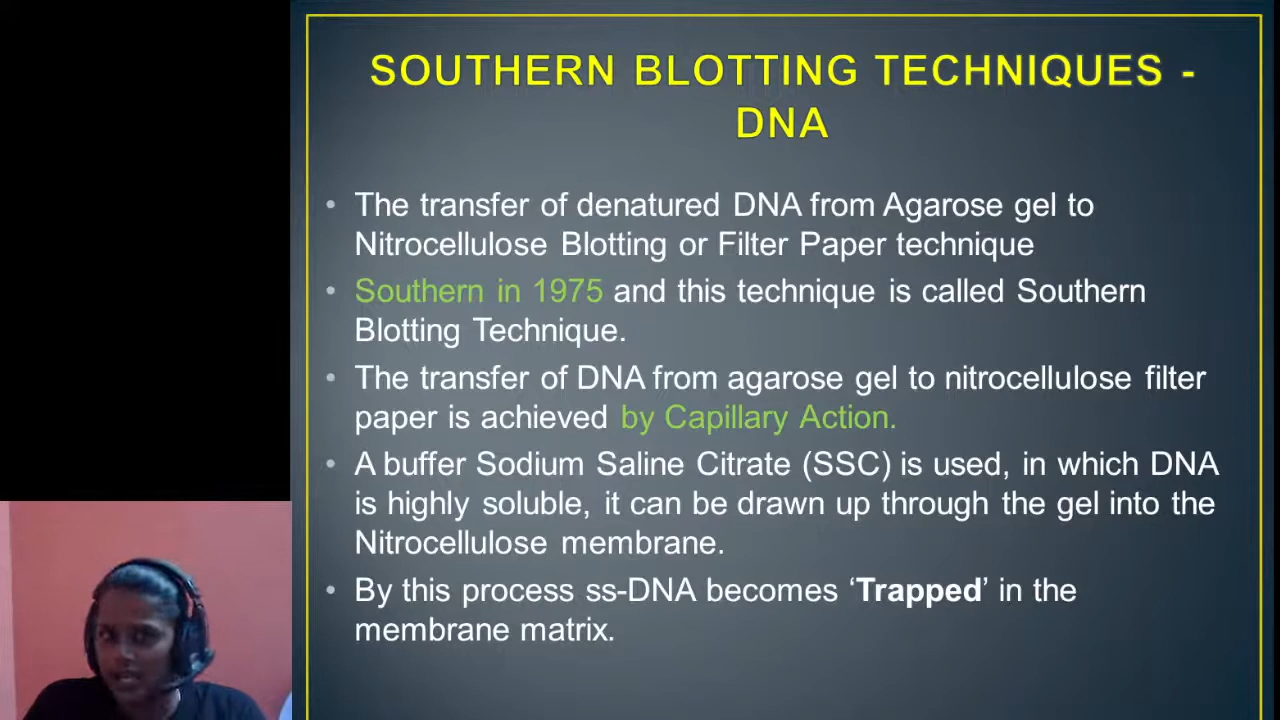 SOUTHERN BLOTTING TECHNIQUES -
DNA
• The transfer of denatured DNA from Agarose gel to
Nitrocellulose Blotting or Filter Paper technique
• Southern in 1975 and this technique is called Southern
Blotting Technique.
• The transfer of DNA from agarose gel to nitrocellulose filter
paper is achieved by Capillary Action.
• A buffer Sodium Saline Citrate (SSC) is used, in which DNA
is highly soluble, it can be drawn up through the gel into the
Nitrocellulose membrane.
• By this process ss-DNA becomes ‘Trapped’ in the
membrane matrix.